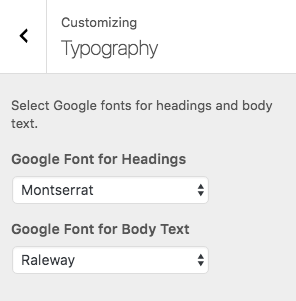 Customizing
Typography
Select Google fonts for headings and body
text.
Google Font for Headings
Montserrat
Google Font for Body Text
Raleway